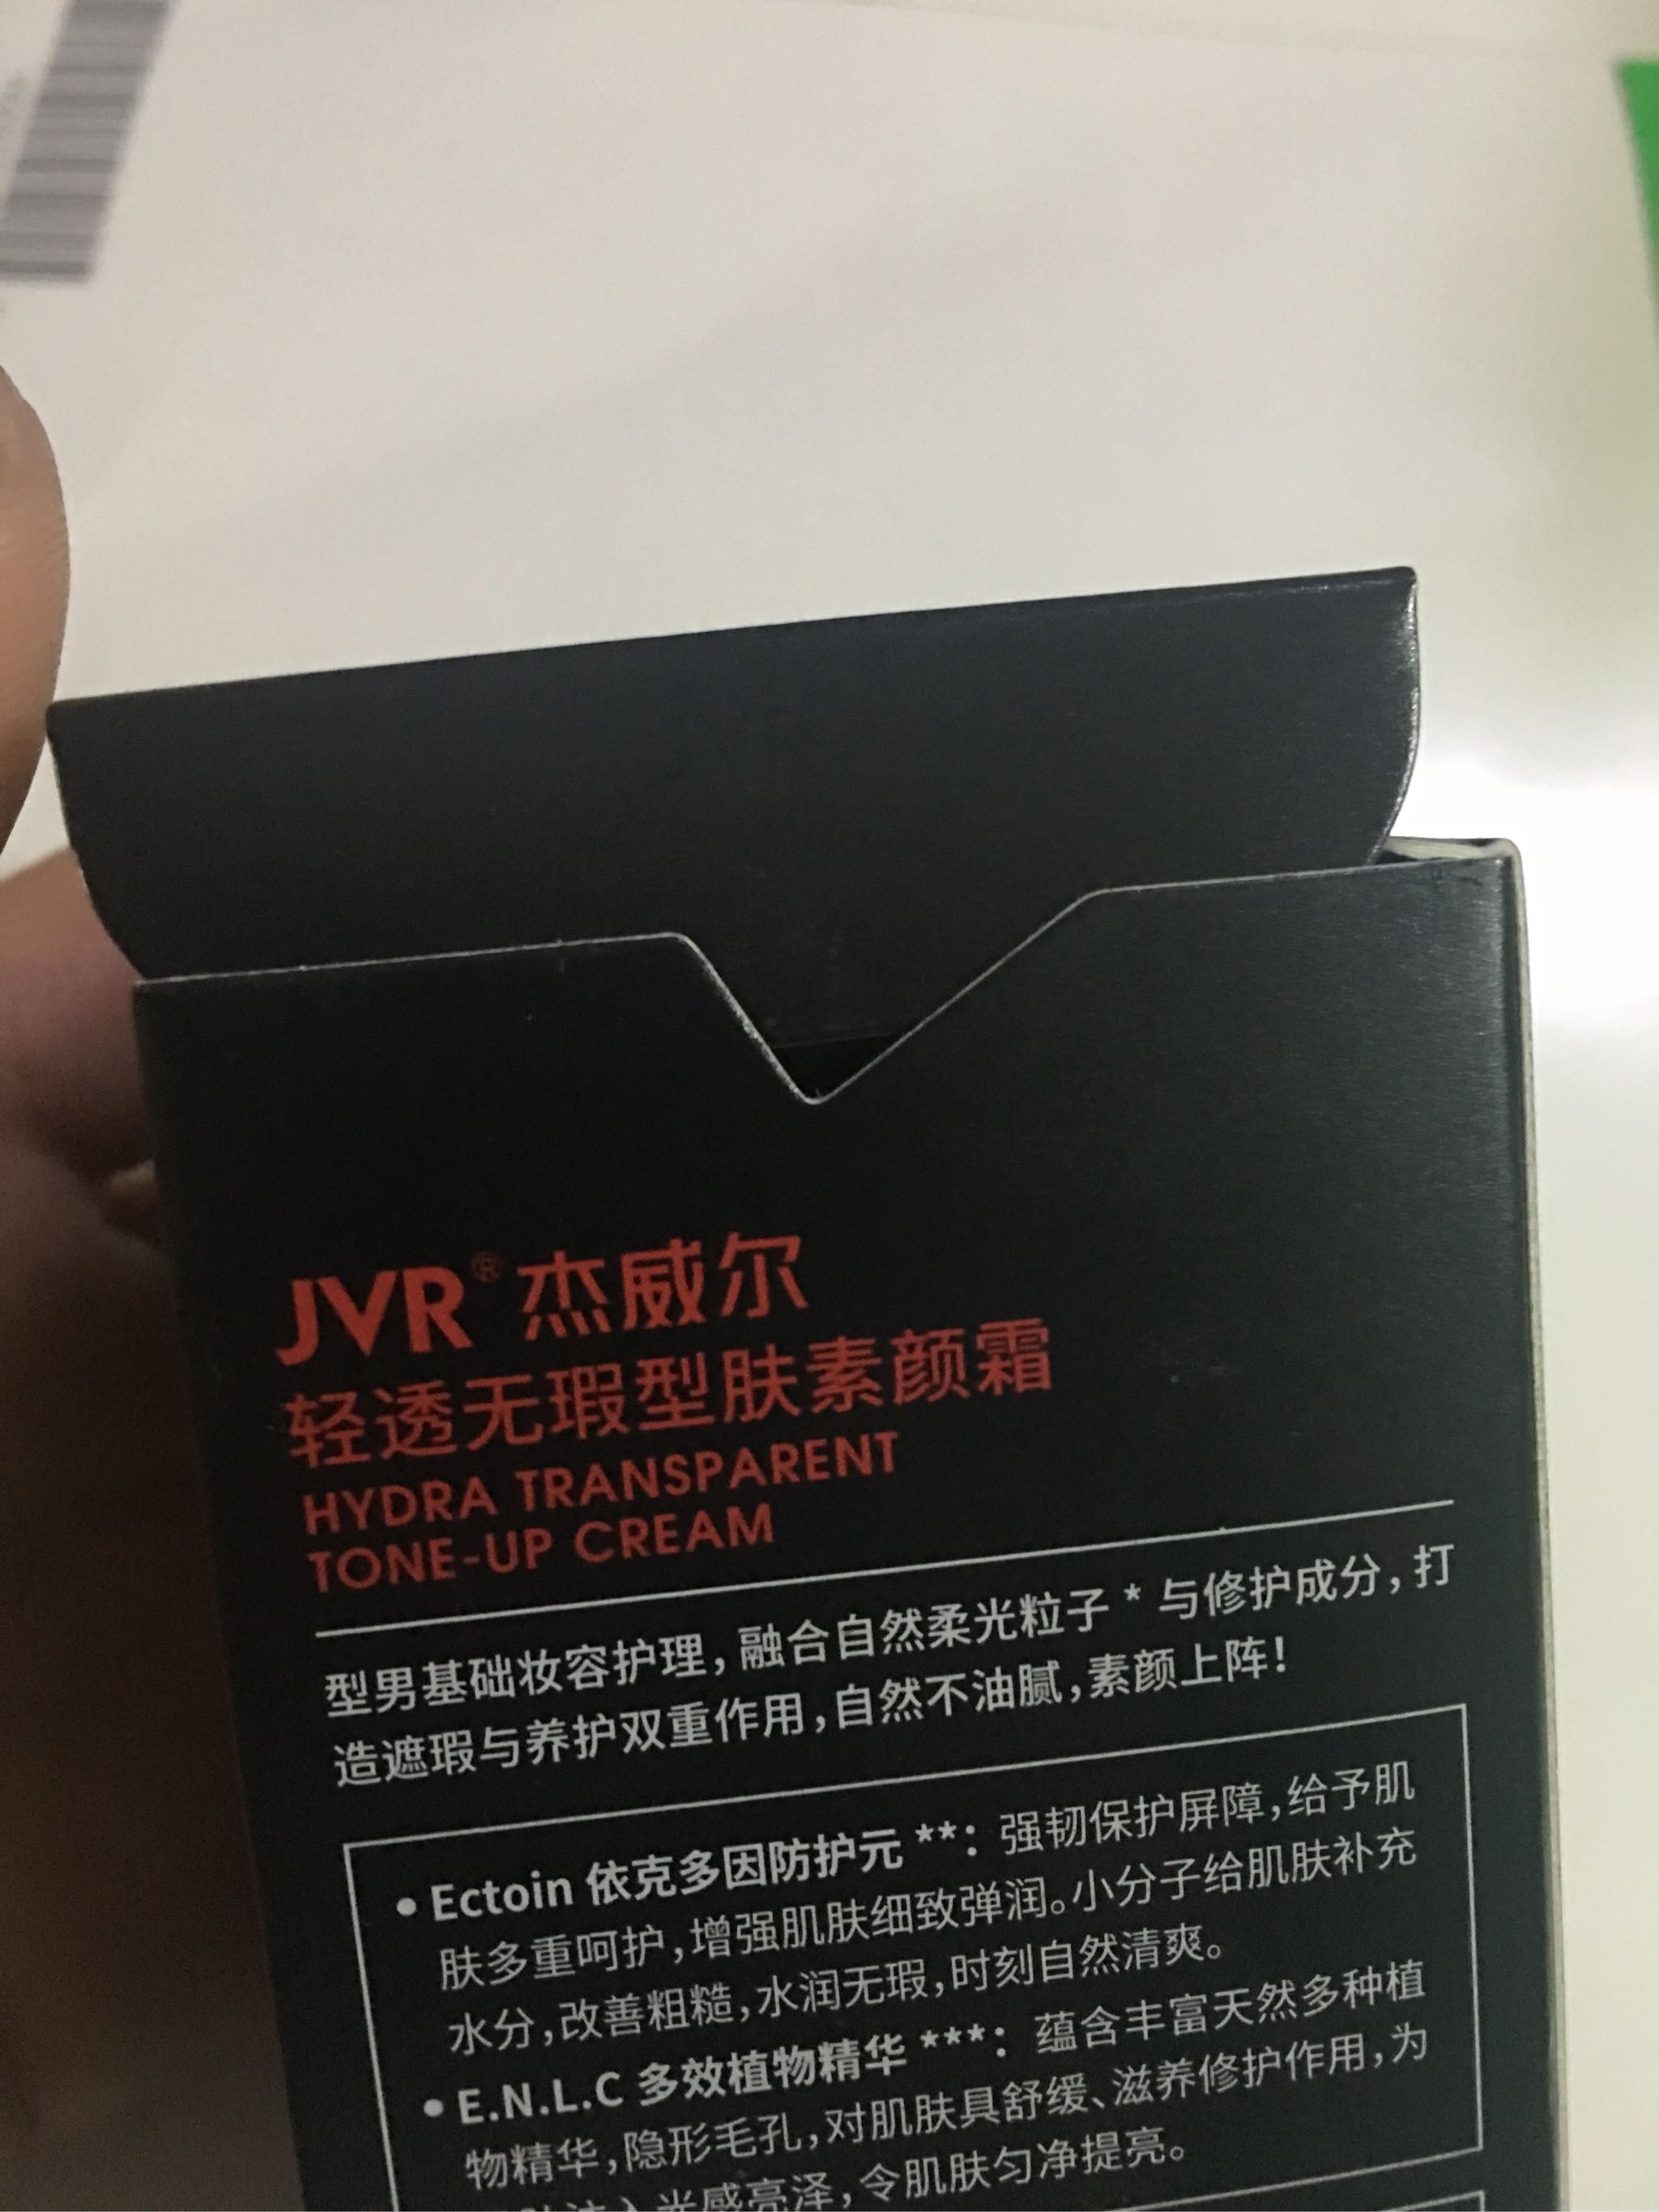 JVR® 杰威尔
轻透无瑕型肤素颜霜
HYDRA TRANSPARENT
TONE-UP CREAM
型男基础妆容护理，融合自然柔光粒子 * 与修护成分，打
造遮瑕与养护双重作用，自然不油腻，素颜上阵！
• Ectoin 依克多因防护元 **：强韧保护屏障，给予肌
肤多重呵护，增强肌肤细致弹润。小分子给肌肤补充
水分，改善粗糙，水润无瑕，时刻自然清爽。
• E.N.L.C 多效植物精华 ***：蕴含丰富天然多种植
物精华，隐形毛孔，对肌肤具舒缓、滋养修护作用，为
注入光感亮泽，令肌肤匀净提亮。